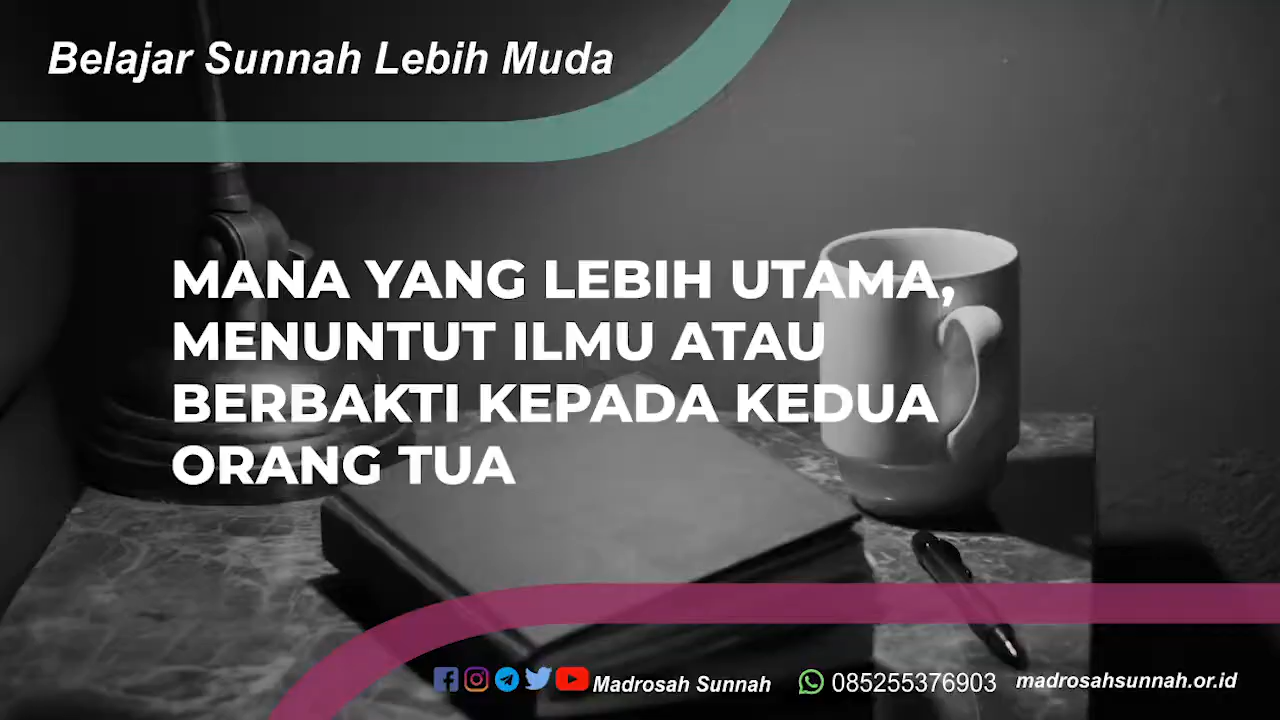 Belajar Sunnah Lebih Muda
MANA YANG LEBIH UTAMA,
MENUNTUT ILMU ATAU
BERBAKTI KEPADA KEDUA
ORANG TUA
Madrosah Sunnah 085255376903 madrosahsunnah.or.id